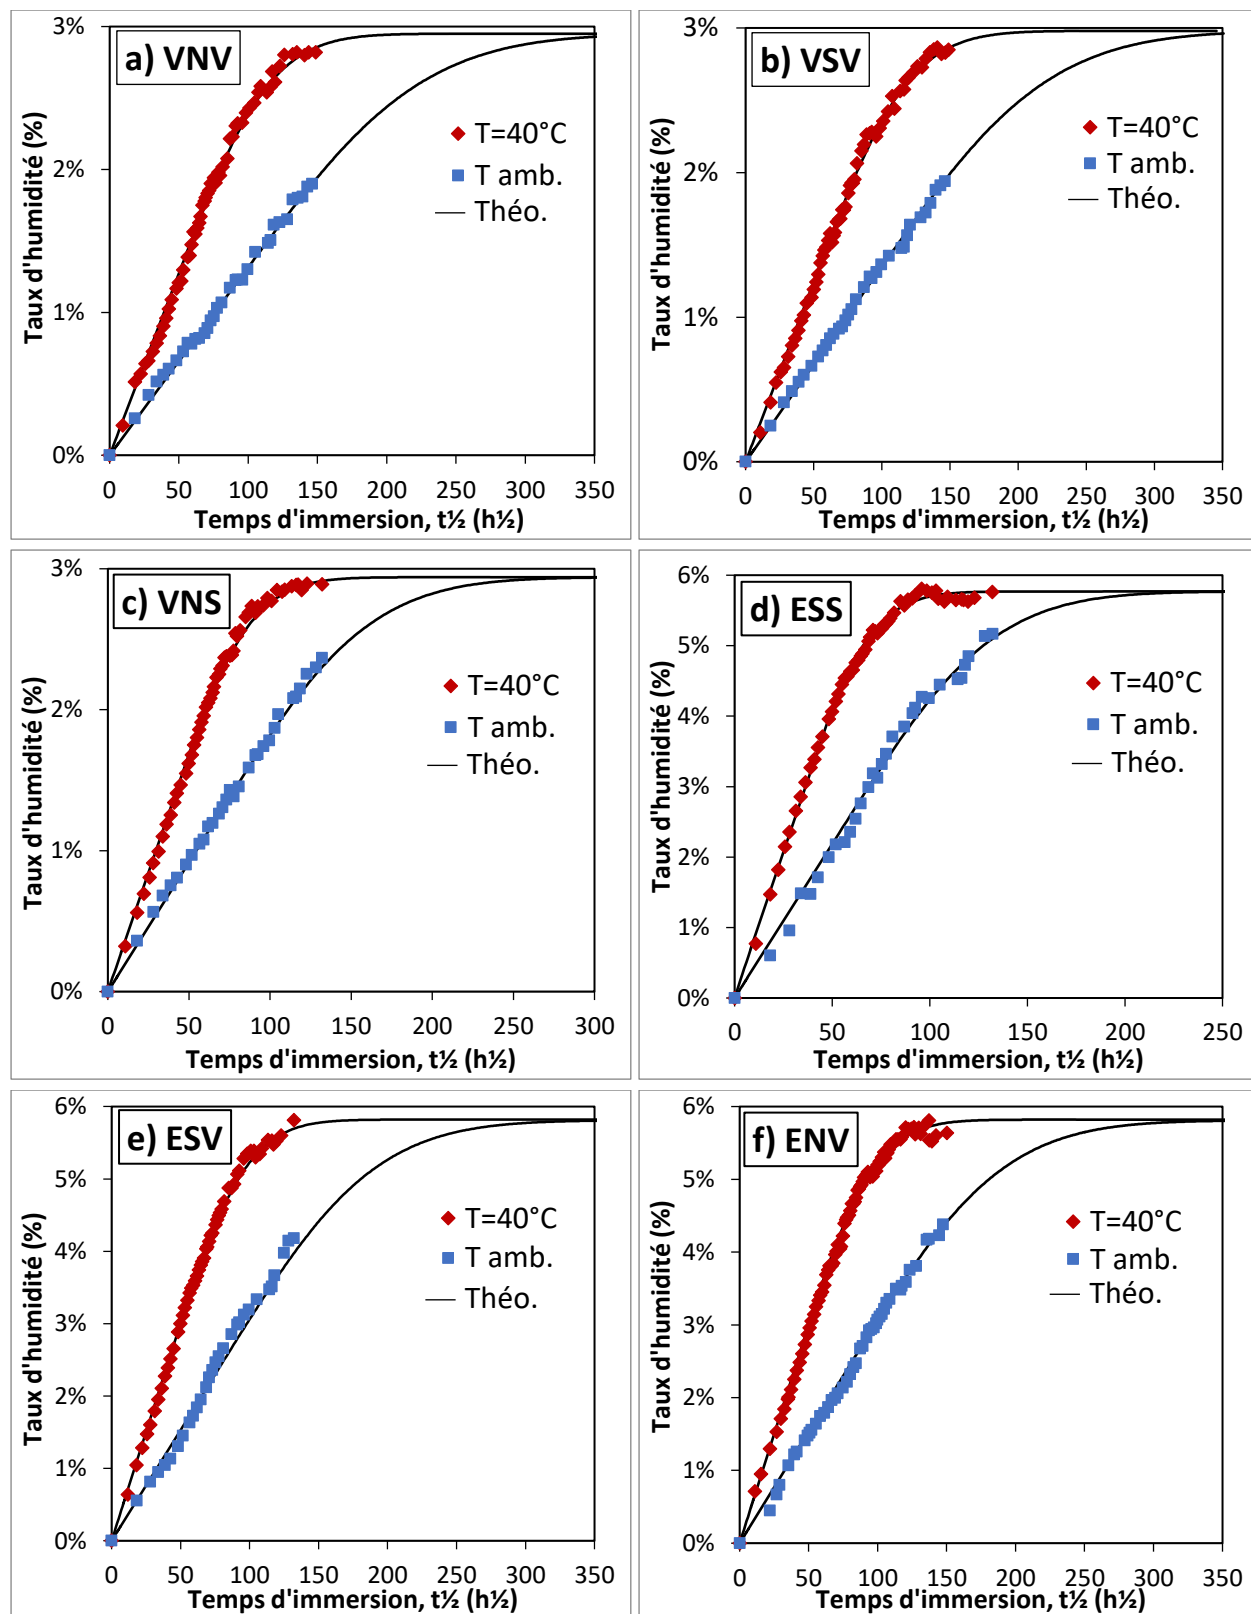 a) VNV
Taux d'humidité (%)
3%
2%
1%
0%
T=40°C
T amb.
Théo.
0 50 100 150 200 250 300 350
Temps d'immersion, t½ (h½)
b) VSV
Taux d'humidité (%)
3%
2%
1%
0%
T=40°C
T amb.
Théo.
0 50 100 150 200 250 300 350
Temps d'immersion, t½ (h½)
c) VNS
Taux d'humidité (%)
3%
2%
1%
0%
T=40°C
T amb.
Théo.
0 50 100 150 200 250 300
Temps d'immersion, t½ (h½)
d) ESS
Taux d'humidité (%)
6%
5%
4%
3%
2%
1%
0%
T=40°C
T amb.
Théo.
0 50 100 150 200 250
Temps d'immersion, t½ (h½)
e) ESV
Taux d'humidité (%)
6%
5%
4%
3%
2%
1%
0%
T=40°C
T amb.
Théo.
0 50 100 150 200 250 300 350
Temps d'immersion, t½ (h½)
f) ENV
Taux d'humidité (%)
6%
5%
4%
3%
2%
1%
0%
T=40°C
T amb.
Théo.
0 50 100 150 200 250 300 350
Temps d'immersion, t½ (h½)